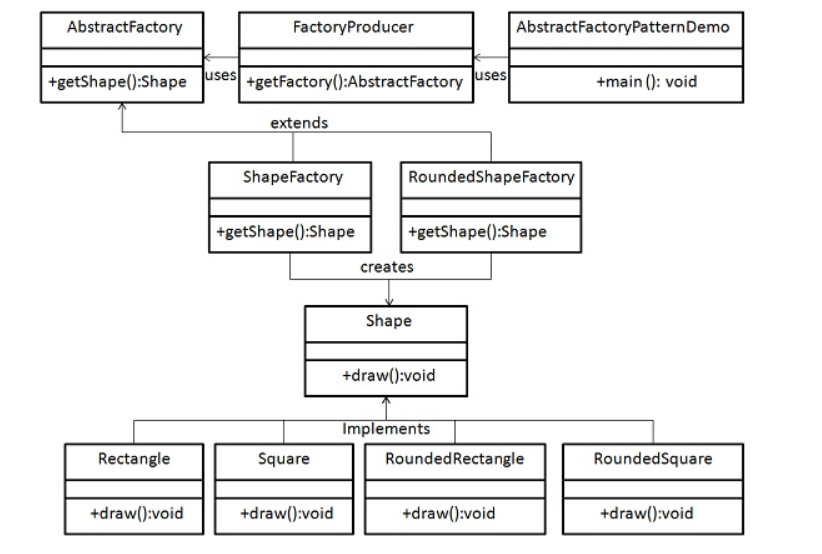 AbstractFactory
+getShape():Shape
uses
FactoryProducer
+getFactory():AbstractFactory
uses
AbstractFactoryPatternDemo
+main (): void
extends
ShapeFactory
+getShape():Shape
RoundedShapeFactory
+getShape():Shape
creates
Shape
+draw():void
Implements
Rectangle
+draw():void
Square
+draw():void
RoundedRectangle
+draw():void
RoundedSquare
+draw():void